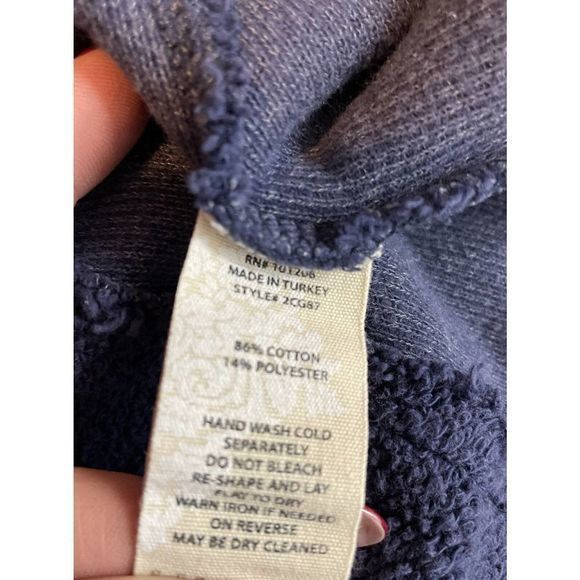 RN# 101206
MADE IN TURKEY
STYLE# 2CG87
86% COTTON
14% POLYESTER
HAND WASH COLD
SEPARATELY
DO NOT BLEACH
RE-SHAPE AND LAY
FLAT TO DRY
WARN IRON IF NEEDED
ON REVERSE
MAY BE DRY CLEANED